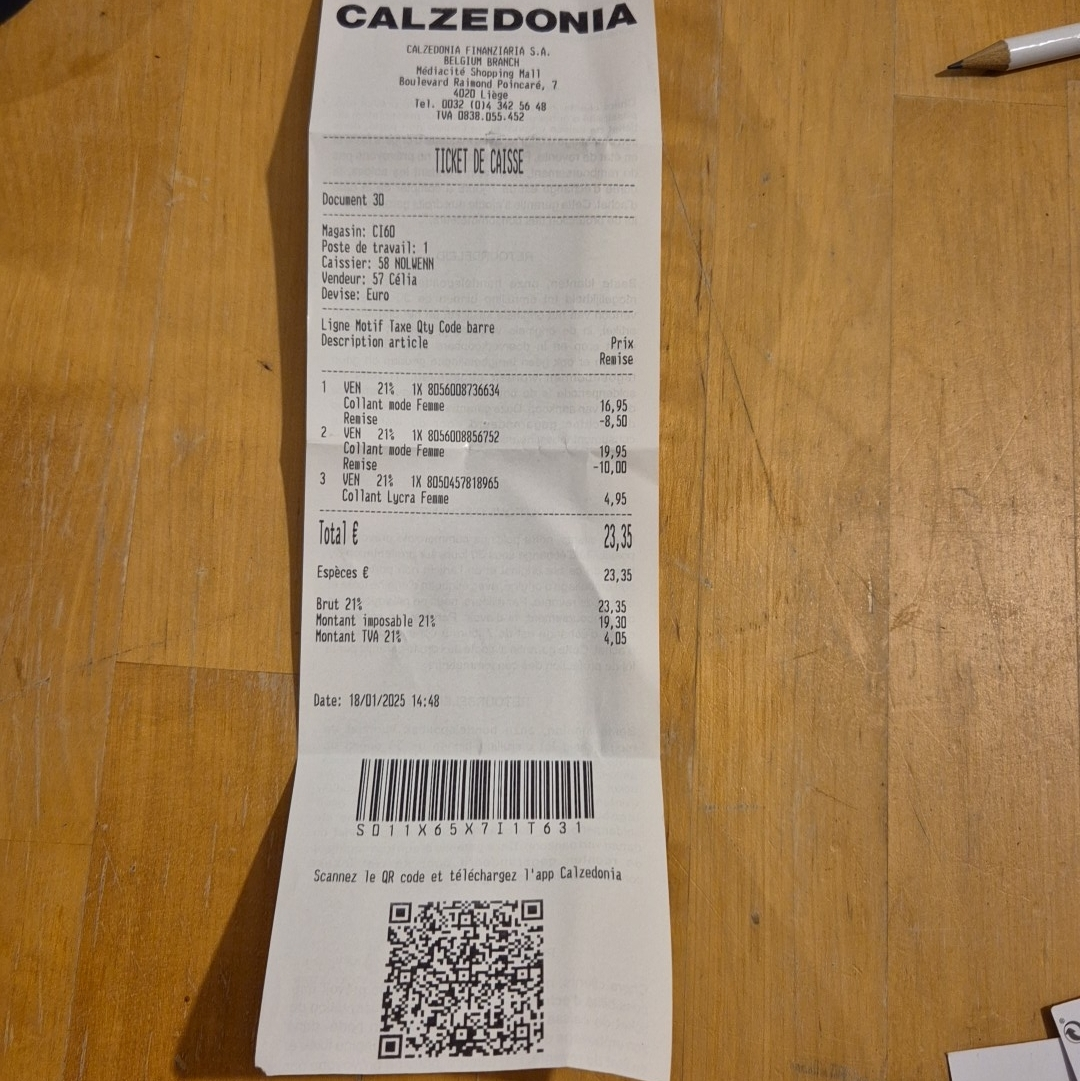 CALZEDONIA
CALZEDONIA FINANZIARIA S.A.
BELGIUM BRANCH
Médiacité Shopping Mall
Boulevard Raimond Poincaré, 7
4020 Liège
Tel. 0032 (0)4 342 56 48
TVA 0838.055.452
TICKET DE CAISSE
Document 30
Magasin: CI60
Poste de travail: 1
Caissier: 58 NOLWENN
Vendeur: 57 Célia
Devise: Euro
Ligne Motif Taxe Qty Code barre
Description article Prix
Remise
1 VEN 21% 1X 8056008736634
Collant mode Femme 16,95
Remise -8,50
2 VEN 21% 1X 8056008856752
Collant mode Femme 19,95
Remise -10,00
3 VEN 21% 1X 8050457818965
Collant Lycra Femme 4,95
Total € 23,35
Espèces € 23,35
Brut 21% 23,35
Montant imposable 21% 19,30
Montant TVA 21% 4,05
Date: 18/01/2025 14:48
S011X65X7I1T631
Scannez le QR code et téléchargez l'app Calzedonia